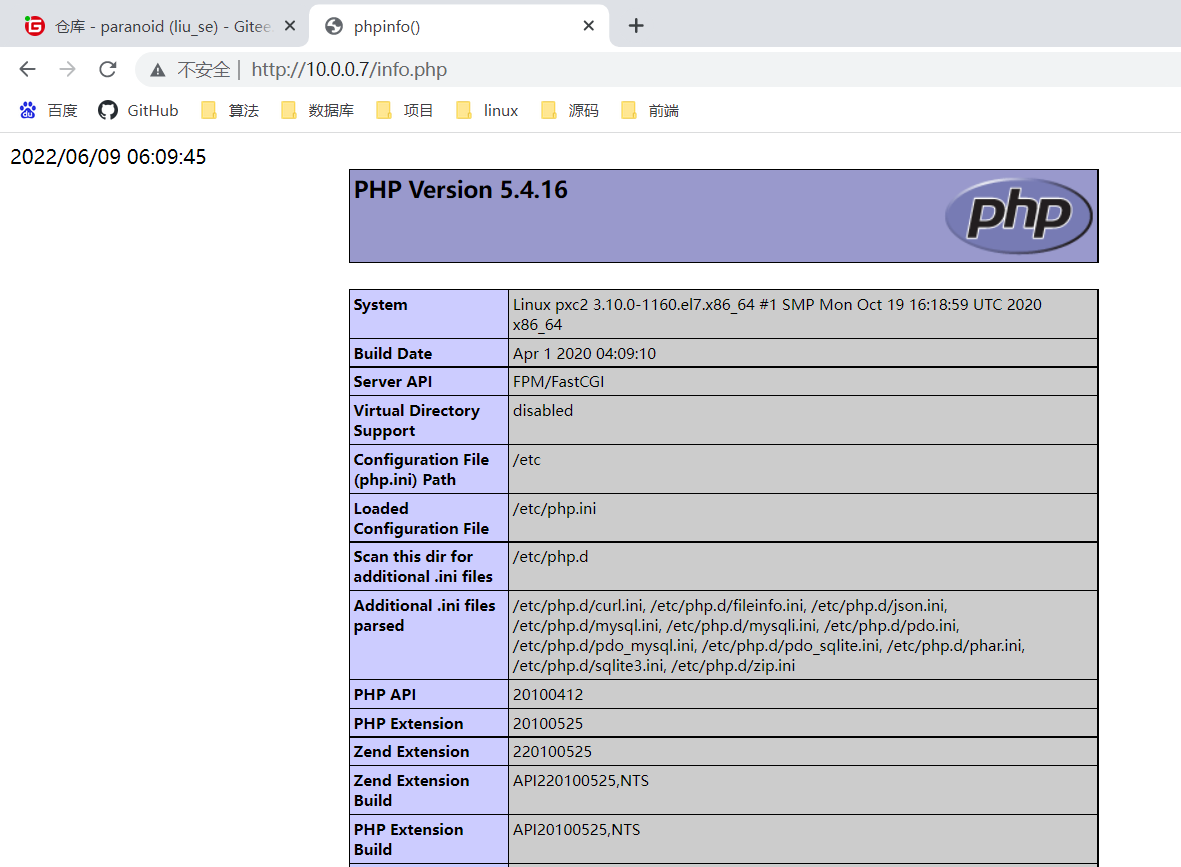 仓库 - paranoid (liu_se) - Gitee
phpinfo()
不安全 | http://10.0.0.7/info.php
百度
GitHub
算法
数据库
项目
linux
源码
前端
2022/06/09 06:09:45
PHP Version 5.4.16
php
System
Linux pxc2 3.10.0-1160.el7.x86_64 #1 SMP Mon Oct 19 16:18:59 UTC 2020
x86_64
Build Date
Apr 1 2020 04:09:10
Server API
FPM/FastCGI
Virtual Directory
Support
disabled
Configuration File
(php.ini) Path
/etc
Loaded
Configuration File
/etc/php.ini
Scan this dir for
additional .ini files
/etc/php.d
Additional .ini files
parsed
/etc/php.d/curl.ini, /etc/php.d/fileinfo.ini, /etc/php.d/json.ini,
/etc/php.d/mysql.ini, /etc/php.d/mysqli.ini, /etc/php.d/pdo.ini,
/etc/php.d/pdo_mysql.ini, /etc/php.d/pdo_sqlite.ini, /etc/php.d/phar.ini,
/etc/php.d/sqlite3.ini, /etc/php.d/zip.ini
PHP API
20100412
PHP Extension
20100525
Zend Extension
220100525
Zend Extension
Build
API220100525,NTS
PHP Extension
Build
API20100525,NTS